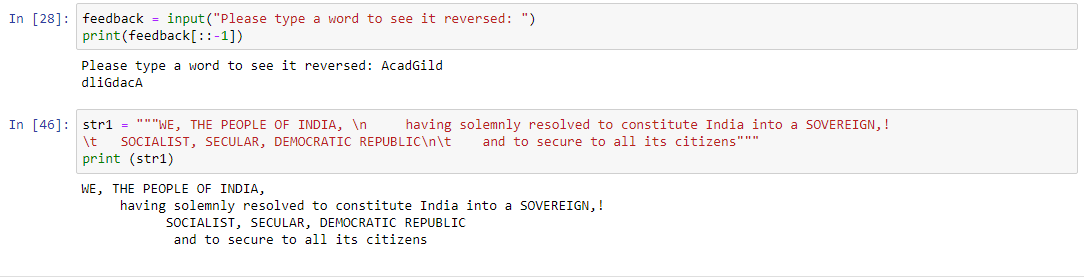 In [28]: feedback = input("Please type a word to see it reversed: ")
print(feedback[::-1])
Please type a word to see it reversed: AcadGild
dliGdacA
In [46]: str1 = """WE, THE PEOPLE OF INDIA, \n     having solemnly resolved to constitute India into a SOVEREIGN,!
\t   SOCIALIST, SECULAR, DEMOCRATIC REPUBLIC\n\t    and to secure to all its citizens"""
print (str1)
WE, THE PEOPLE OF INDIA,
     having solemnly resolved to constitute India into a SOVEREIGN,!
           SOCIALIST, SECULAR, DEMOCRATIC REPUBLIC
            and to secure to all its citizens